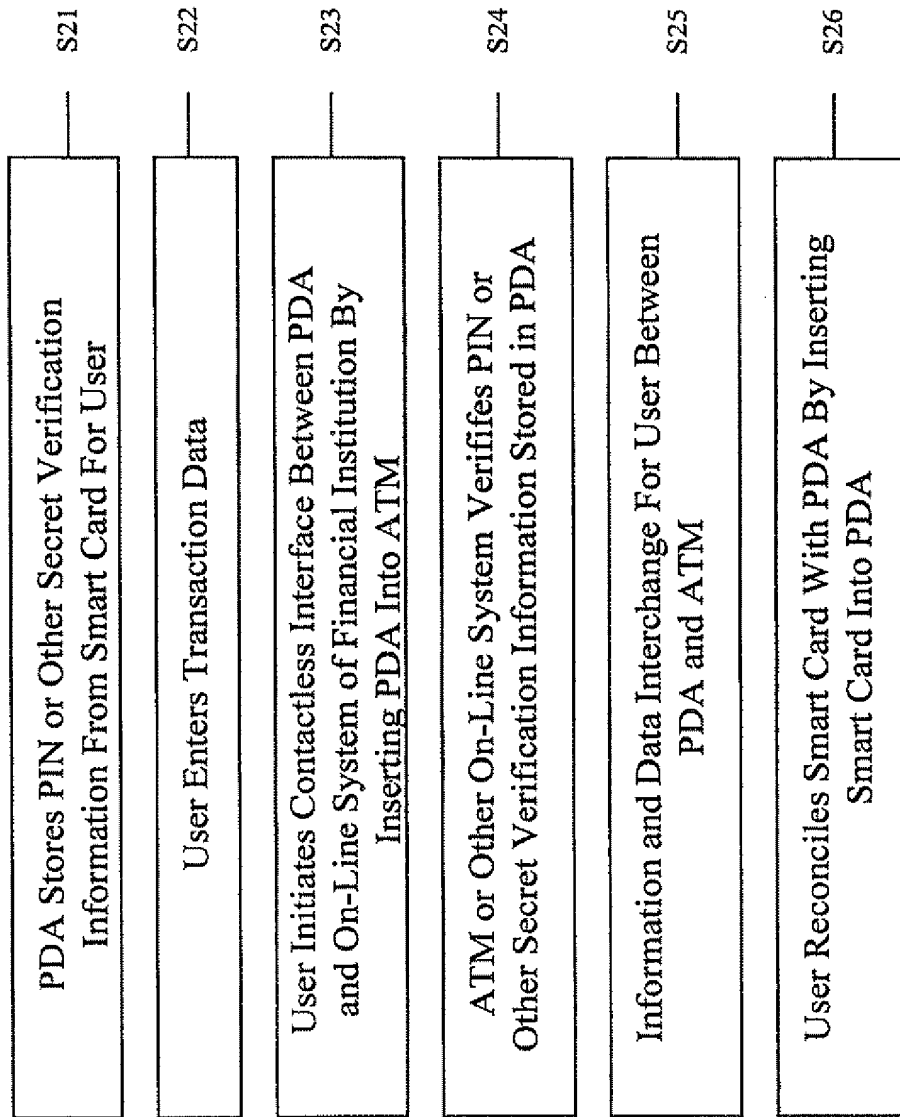 PDA Stores PIN or Other Secret Verification
Information From Smart Card For User
S21
User Enters Transaction Data
S22
User Initiates Contactless Interface Between PDA
and On-Line System of Financial Institution By
Inserting PDA Into ATM
S23
ATM or Other On-Line System Verififes PIN or
Other Secret Verification Information Stored in PDA
S24
Information and Data Interchange For User Between
PDA and ATM
S25
User Reconciles Smart Card With PDA By Inserting
Smart Card Into PDA
S26